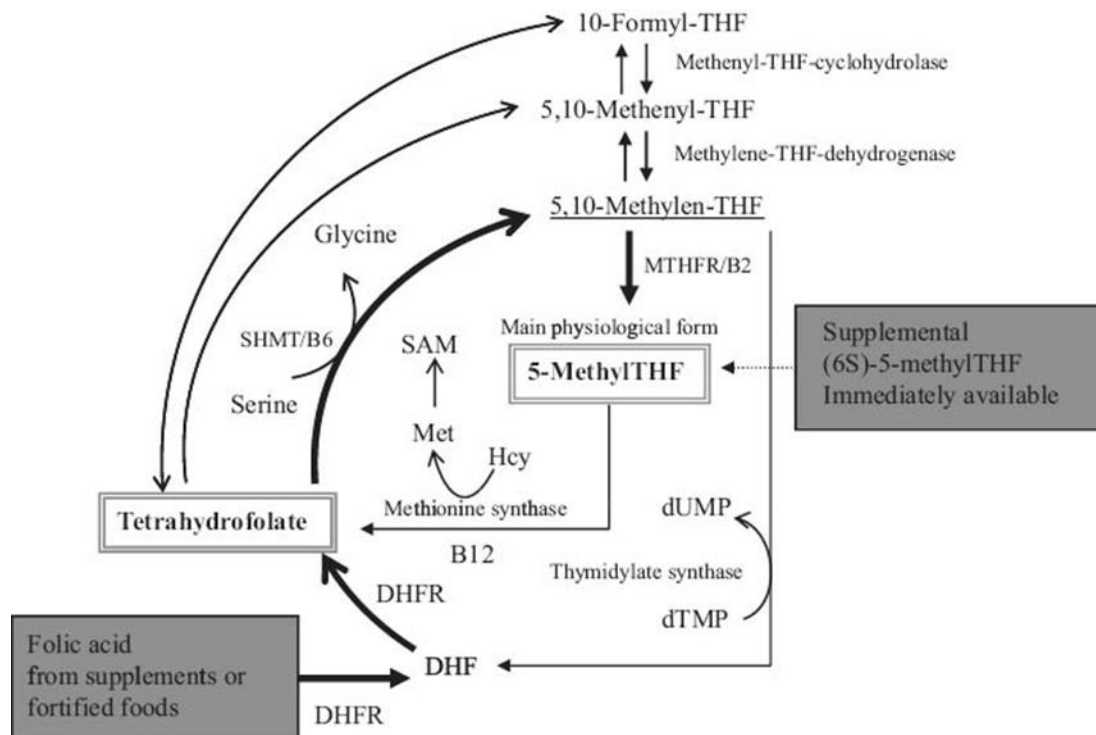 10-Formyl-THF
Methenyl-THF-cyclohydrolase
5,10-Methenyl-THF
Methylene-THF-dehydrogenase
5,10-Methylen-THF
Glycine
MTHFR/B2
SHMT/B6
Serine
SAM
Met
Hcy
Main physiological form
5-MethylTHF
Supplemental
(6S)-5-methylTHF
Immediately available
Methionine synthase
B12
Tetrahydrofolate
dUMP
Thymidylate synthase
dTMP
DHFR
DHF
Folic acid
from supplements or
fortified foods
DHFR